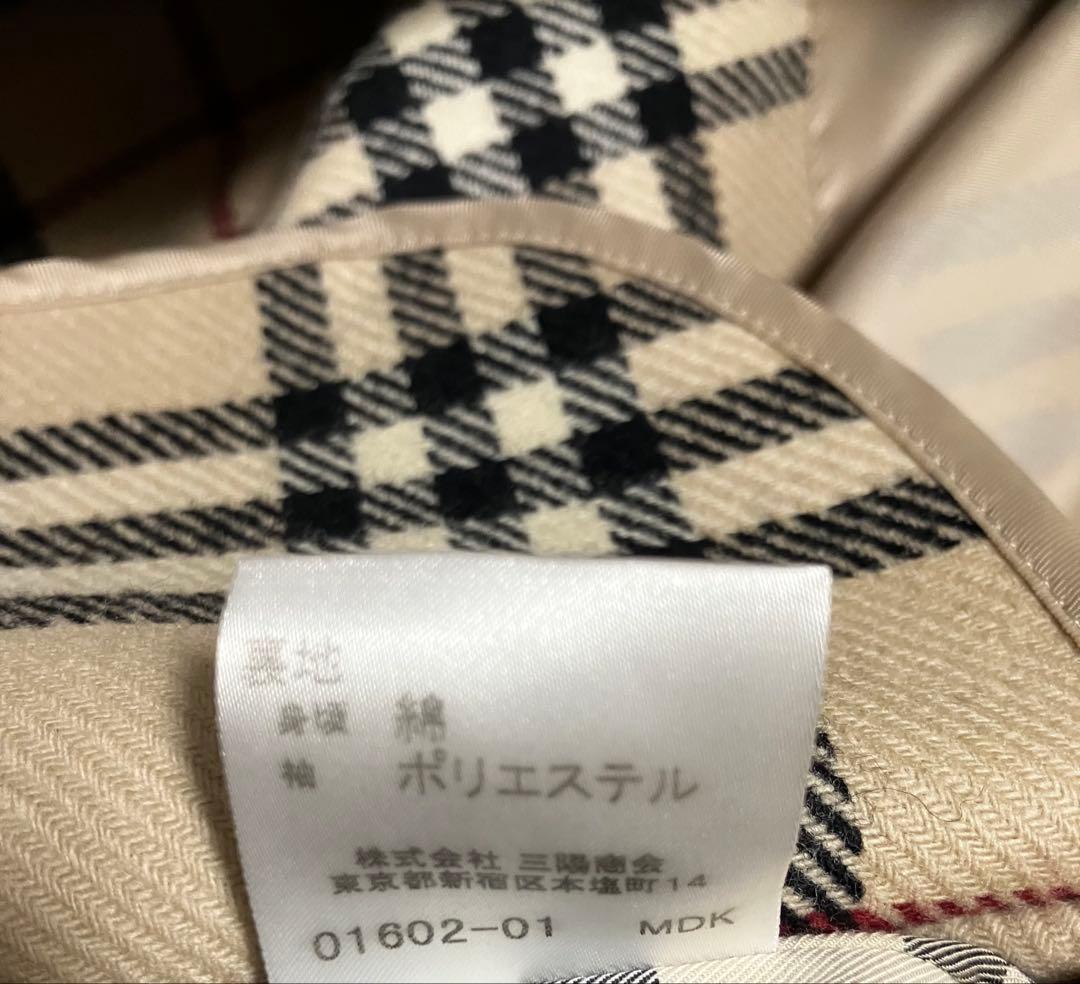 裏地
身頃 綿
袖 ポリエステル
株式会社 三陽商会
東京都新宿区本塩町14
01602-01 MDK